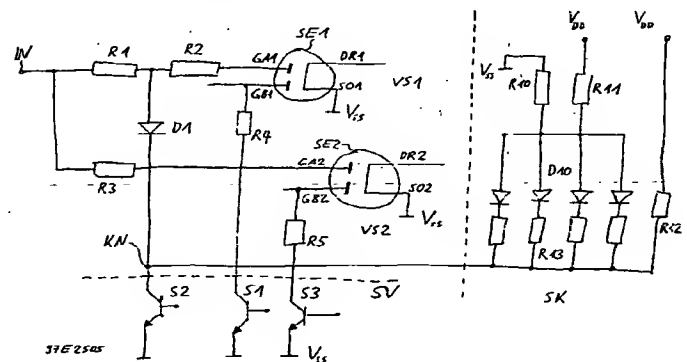 IN
R1
R2
GA1
SE1
DR1
GB1
SO1
VS1
Vss
D1
R4
SE2
R3
GA2
DR2
GB2
SO2
VS2
Vss
R5
KN
S2
S1
S3
SV
Vss
97E2505
VDD
VDD
Vss
R10
R11
D10
R13
R12
SK